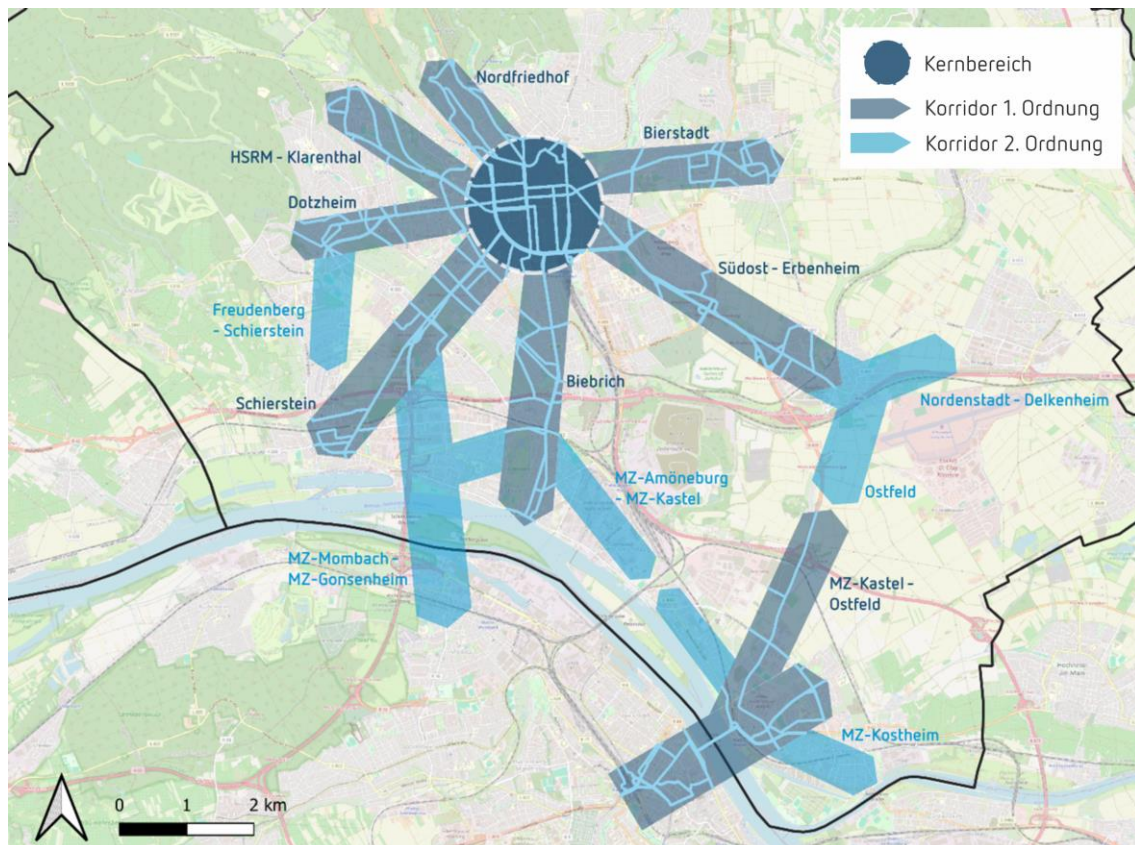 Kernbereich
Korridor 1. Ordnung
Korridor 2. Ordnung
Nordfriedhof
Bierstadt
HSRM - Klarenthal
Dotzheim
Südost - Erbenheim
Freudenberg
- Schierstein
Biebrich
Schierstein
Nordenstadt - Delkenheim
MZ-Amöneburg
- MZ-Kastel
Ostfeld
MZ-Mombach -
MZ-Gonsenheim
MZ-Kastel -
Ostfeld
MZ-Kostheim
0 1 2 km